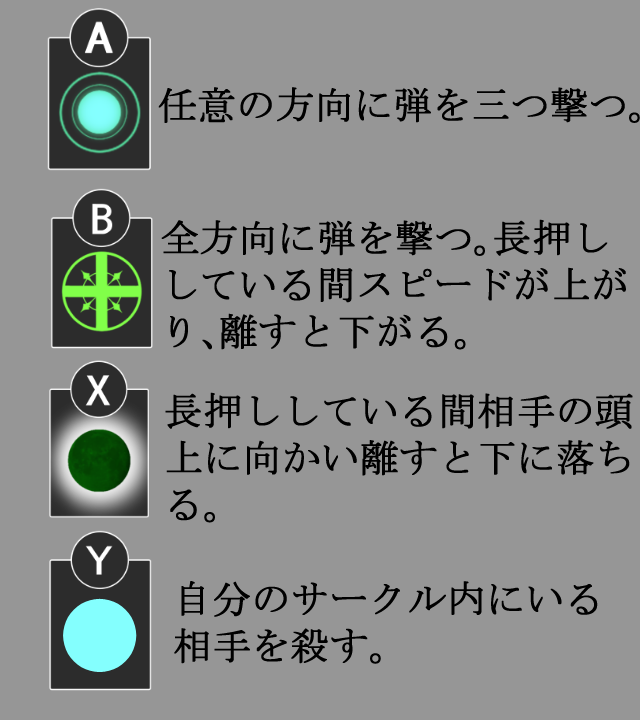 A
任意の方向に弾を三つ撃つ。
B
全方向に弾を撃つ。長押し
している間スピードが上が
り、離すと下がる。
X
長押ししている間相手の頭
上に向かい離すと下に落ち
る。
Y
自分のサークル内にいる
相手を殺す。